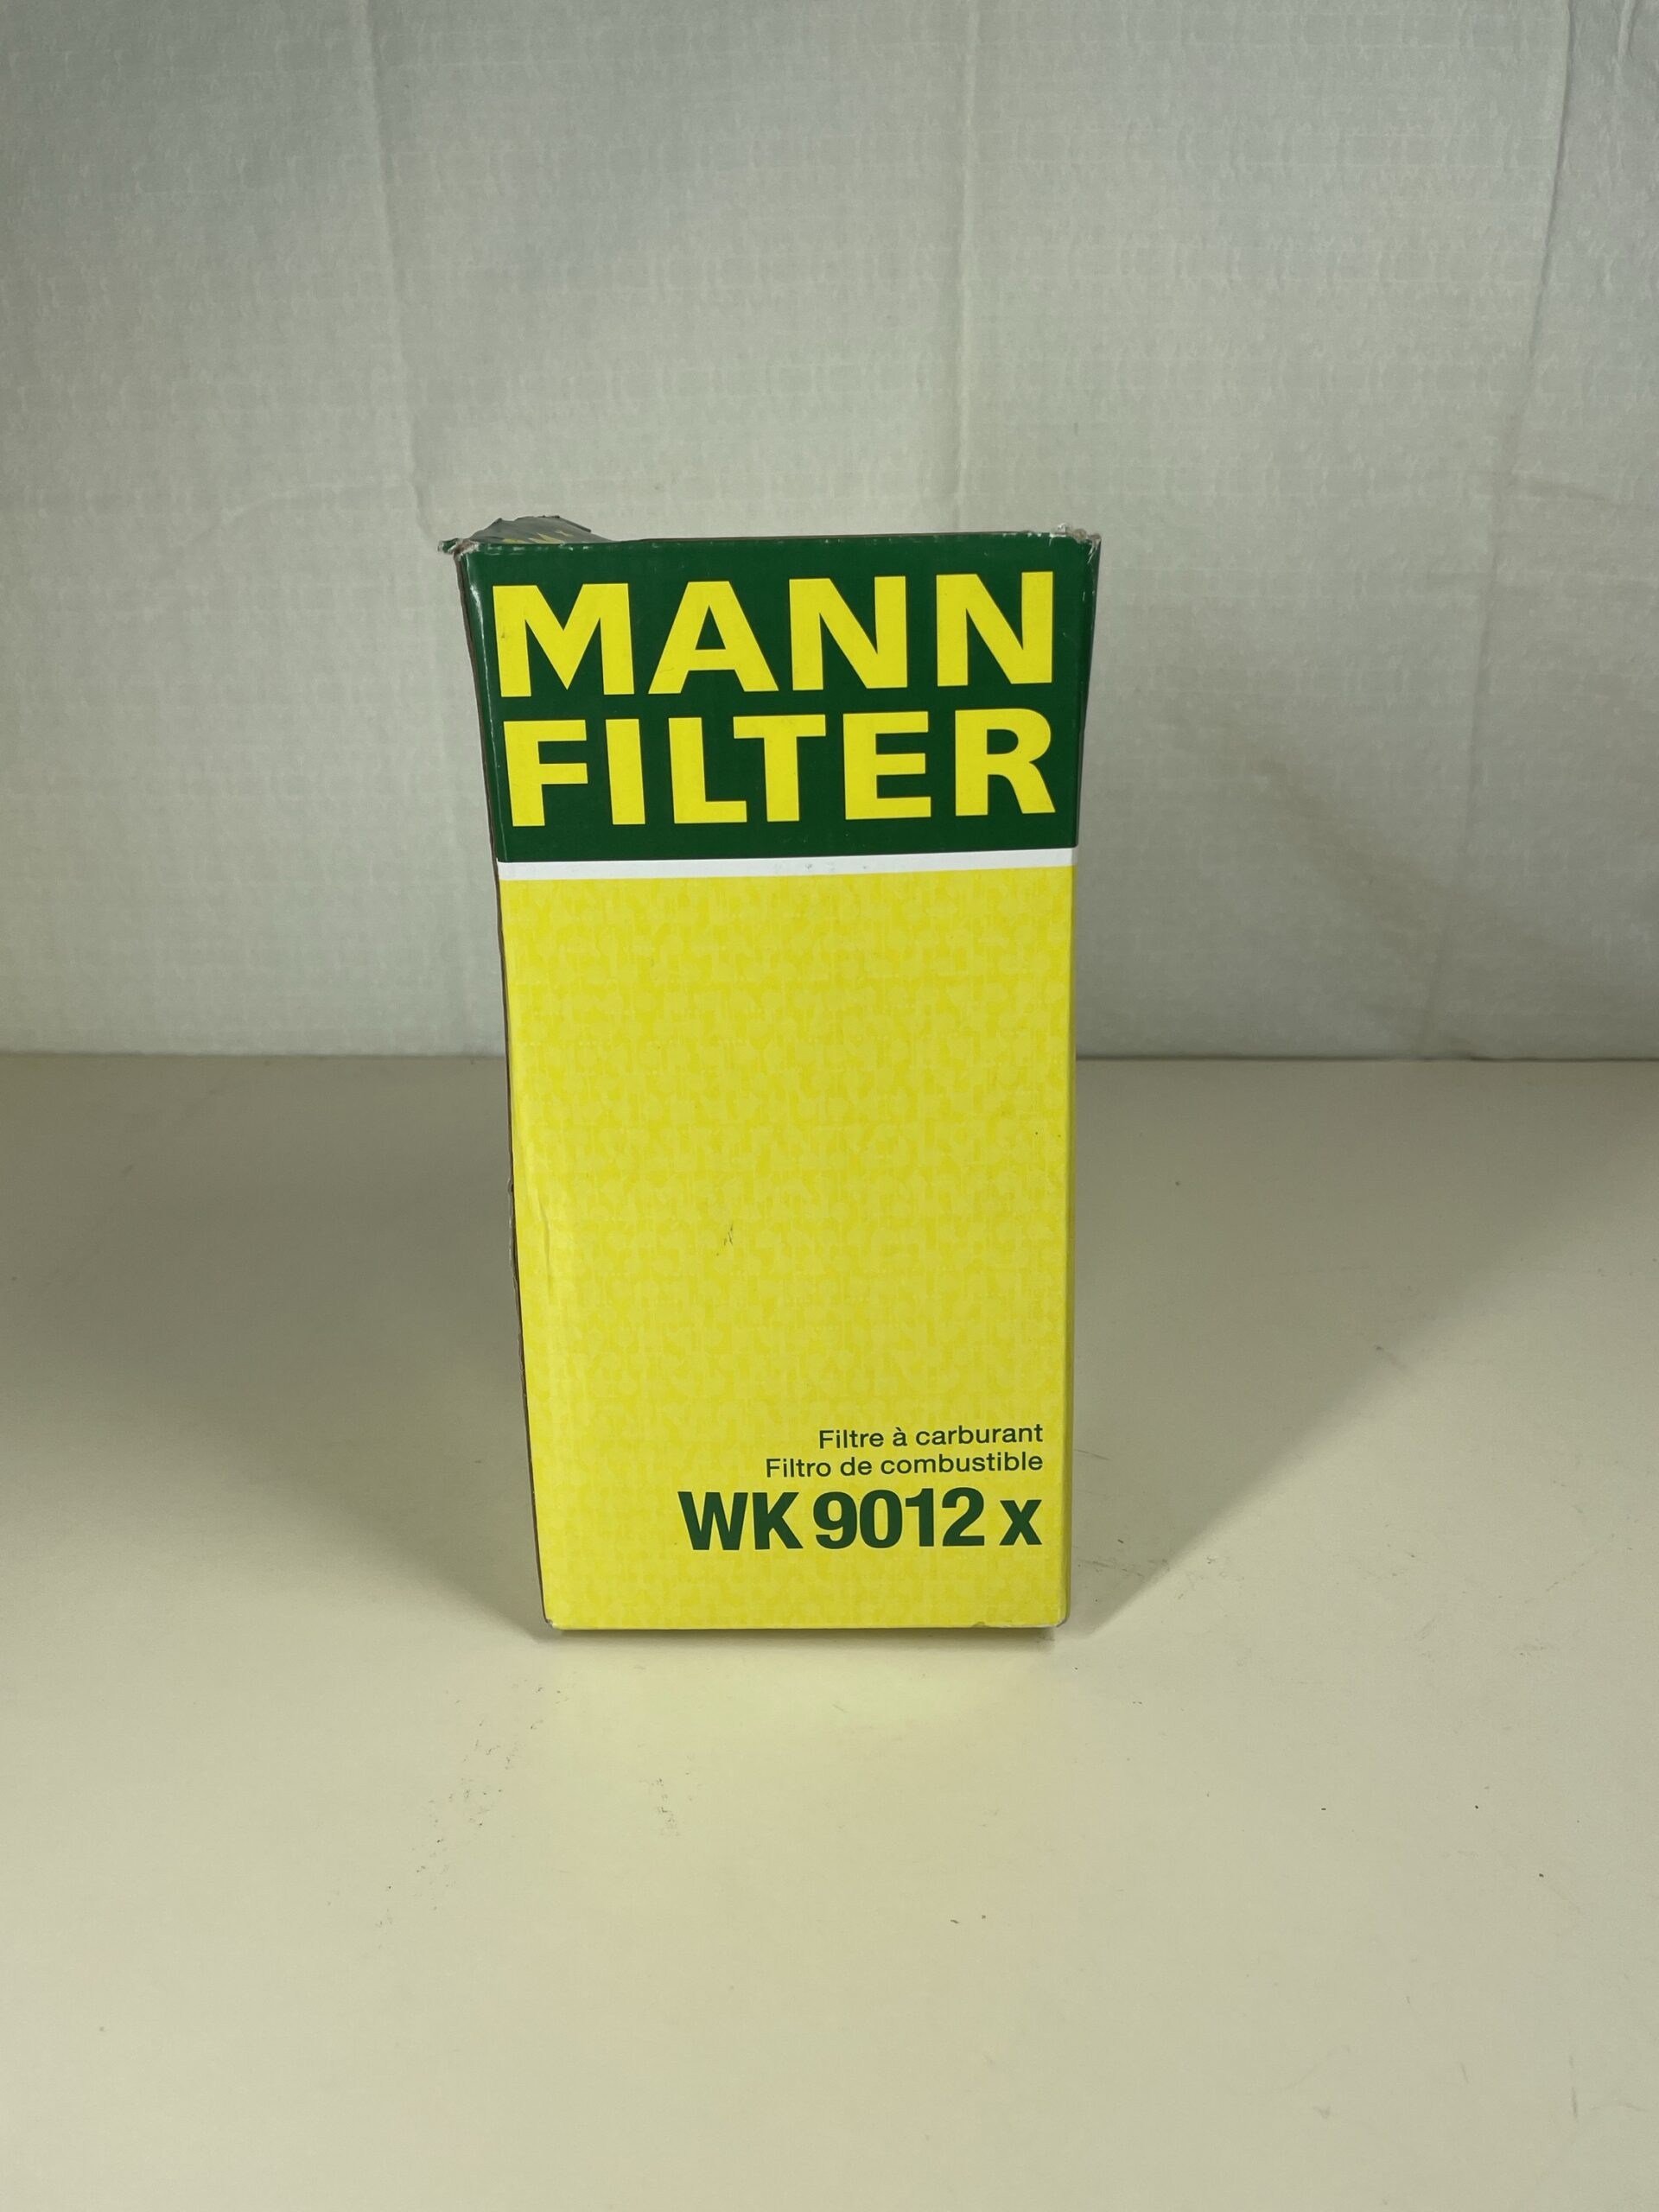 MANN
FILTER
Filtre à carburant
Filtro de combustible
WK 9012 x